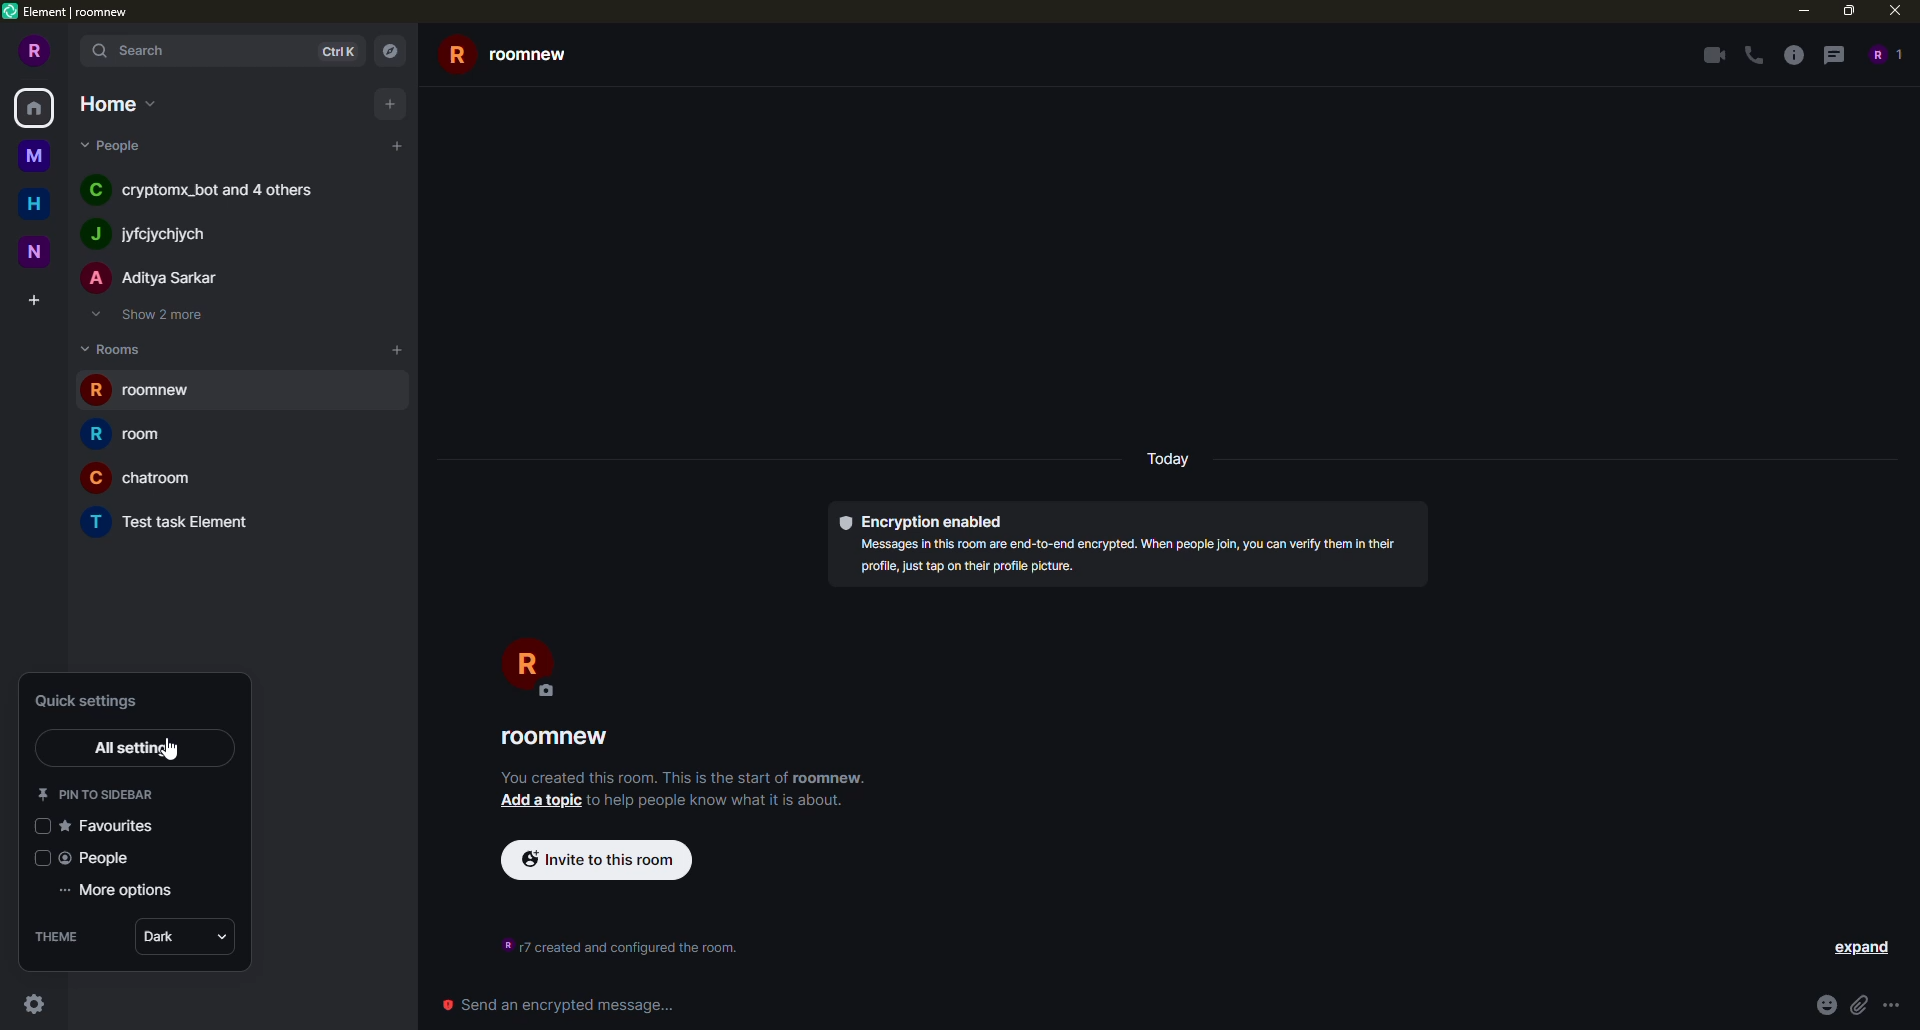 Element | roomnew
R
Search
Ctrl K
Home
People
M
H
N
C cryptomx_bot and 4 others
J jyfcjychjych
A Aditya Sarkar
Show 2 more
Rooms
R roomnew
R room
C chatroom
T Test task Element
Quick settings
All
PIN TO SIDEBAR
Favourites
People
More options
THEME
Dark
R roomnew
R 1
Today
Encryption enabled
Messages in this room are end-to-end encrypted. When people join, you can verify them in their
profile, just tap on their profile picture.
R
roomnew
You created this room. This is the start of roomnew.
Add a topic to help people know what it is about.
Invite to this room
R r7 created and configured the room.
expand
Send an encrypted message...